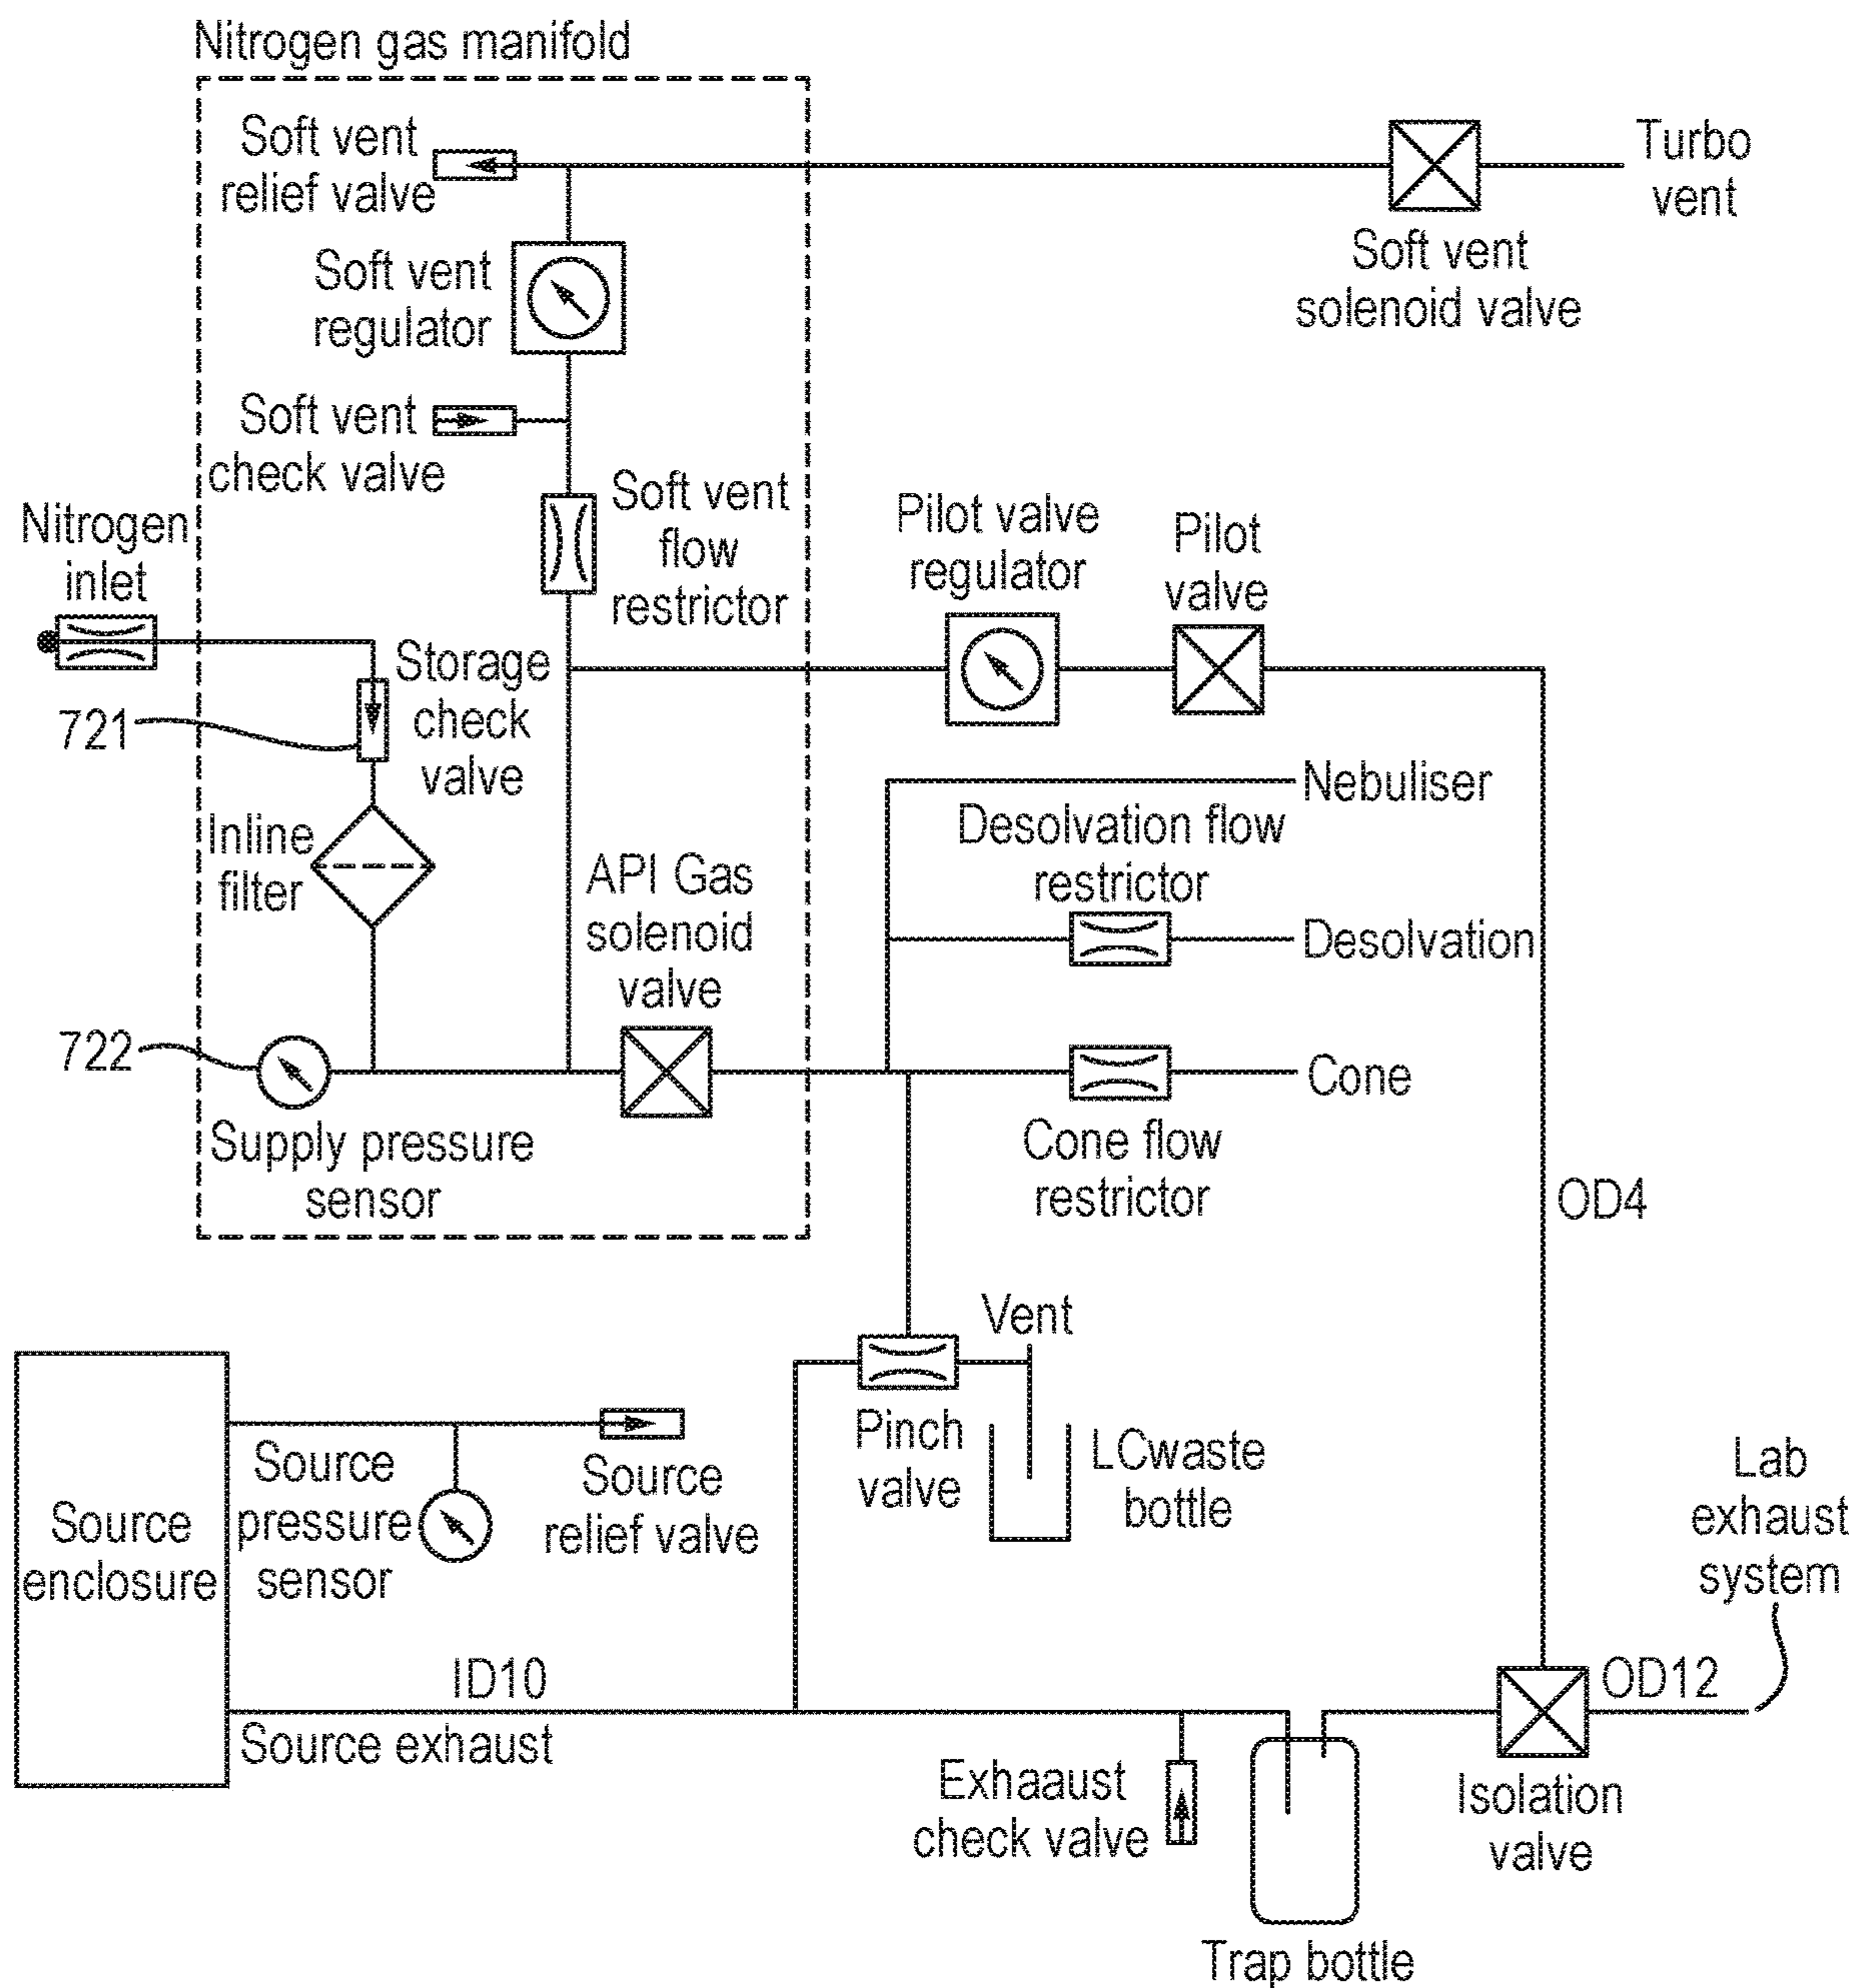 Nitrogen gas manifold
Soft vent
relief valve
Turbo
vent
Soft vent
solenoid valve
Soft vent
regulator
Soft vent
check valve
Soft vent
flow
restrictor
Nitrogen
inlet
Pilot valve
regulator
Pilot
valve
Storage
check
valve
721
Nebuliser
Inline
filter
Desolvation flow
restrictor
API Gas
solenoid
valve
Desolvation
722
Cone
Supply pressure
sensor
Cone flow
restrictor
OD4
Vent
Pinch
valve
LCwaste
bottle
Source
enclosure
Source
pressure
sensor
Source
relief valve
Lab
exhaust
system
ID10
OD12
Source exhaust
Exhaaust
check valve
Isolation
valve
Trap bottle